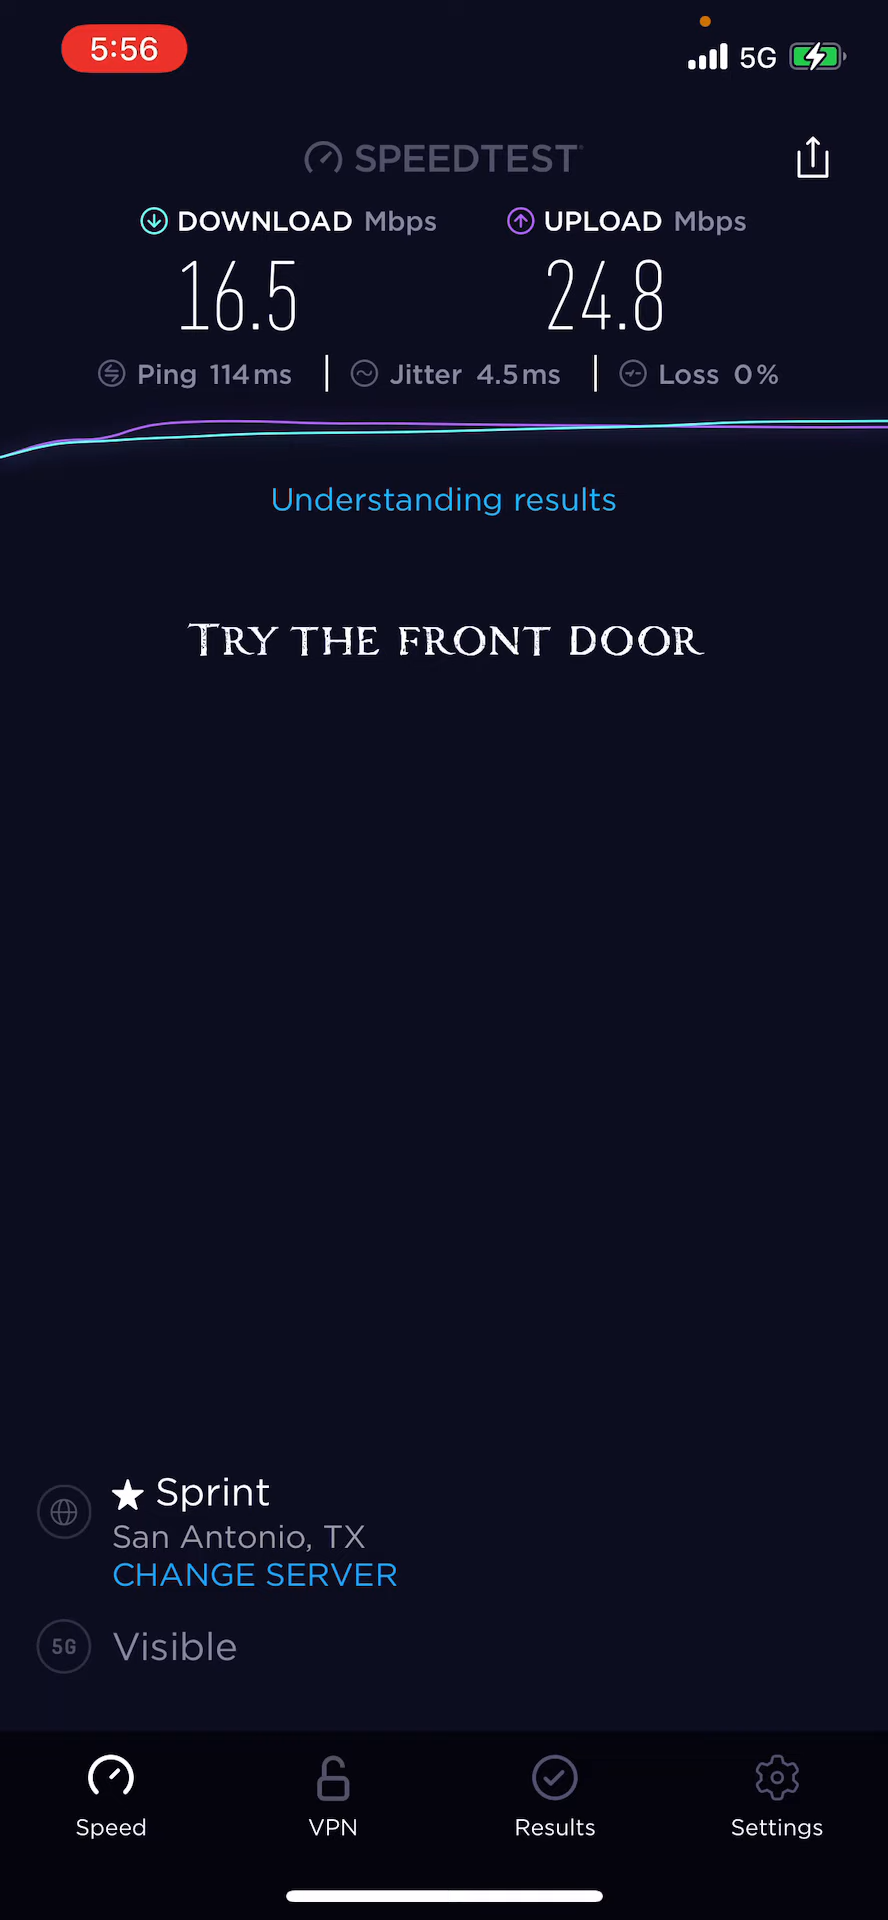 5:56
5G
SPEEDTEST
DOWNLOAD Mbps
UPLOAD Mbps
16.5
24.8
Ping 114ms
Jitter 4.5ms
Loss 0%
Understanding results
TRY THE FRONT DOOR
Sprint
San Antonio, TX
CHANGE SERVER
5G Visible
Speed
VPN
Results
Settings